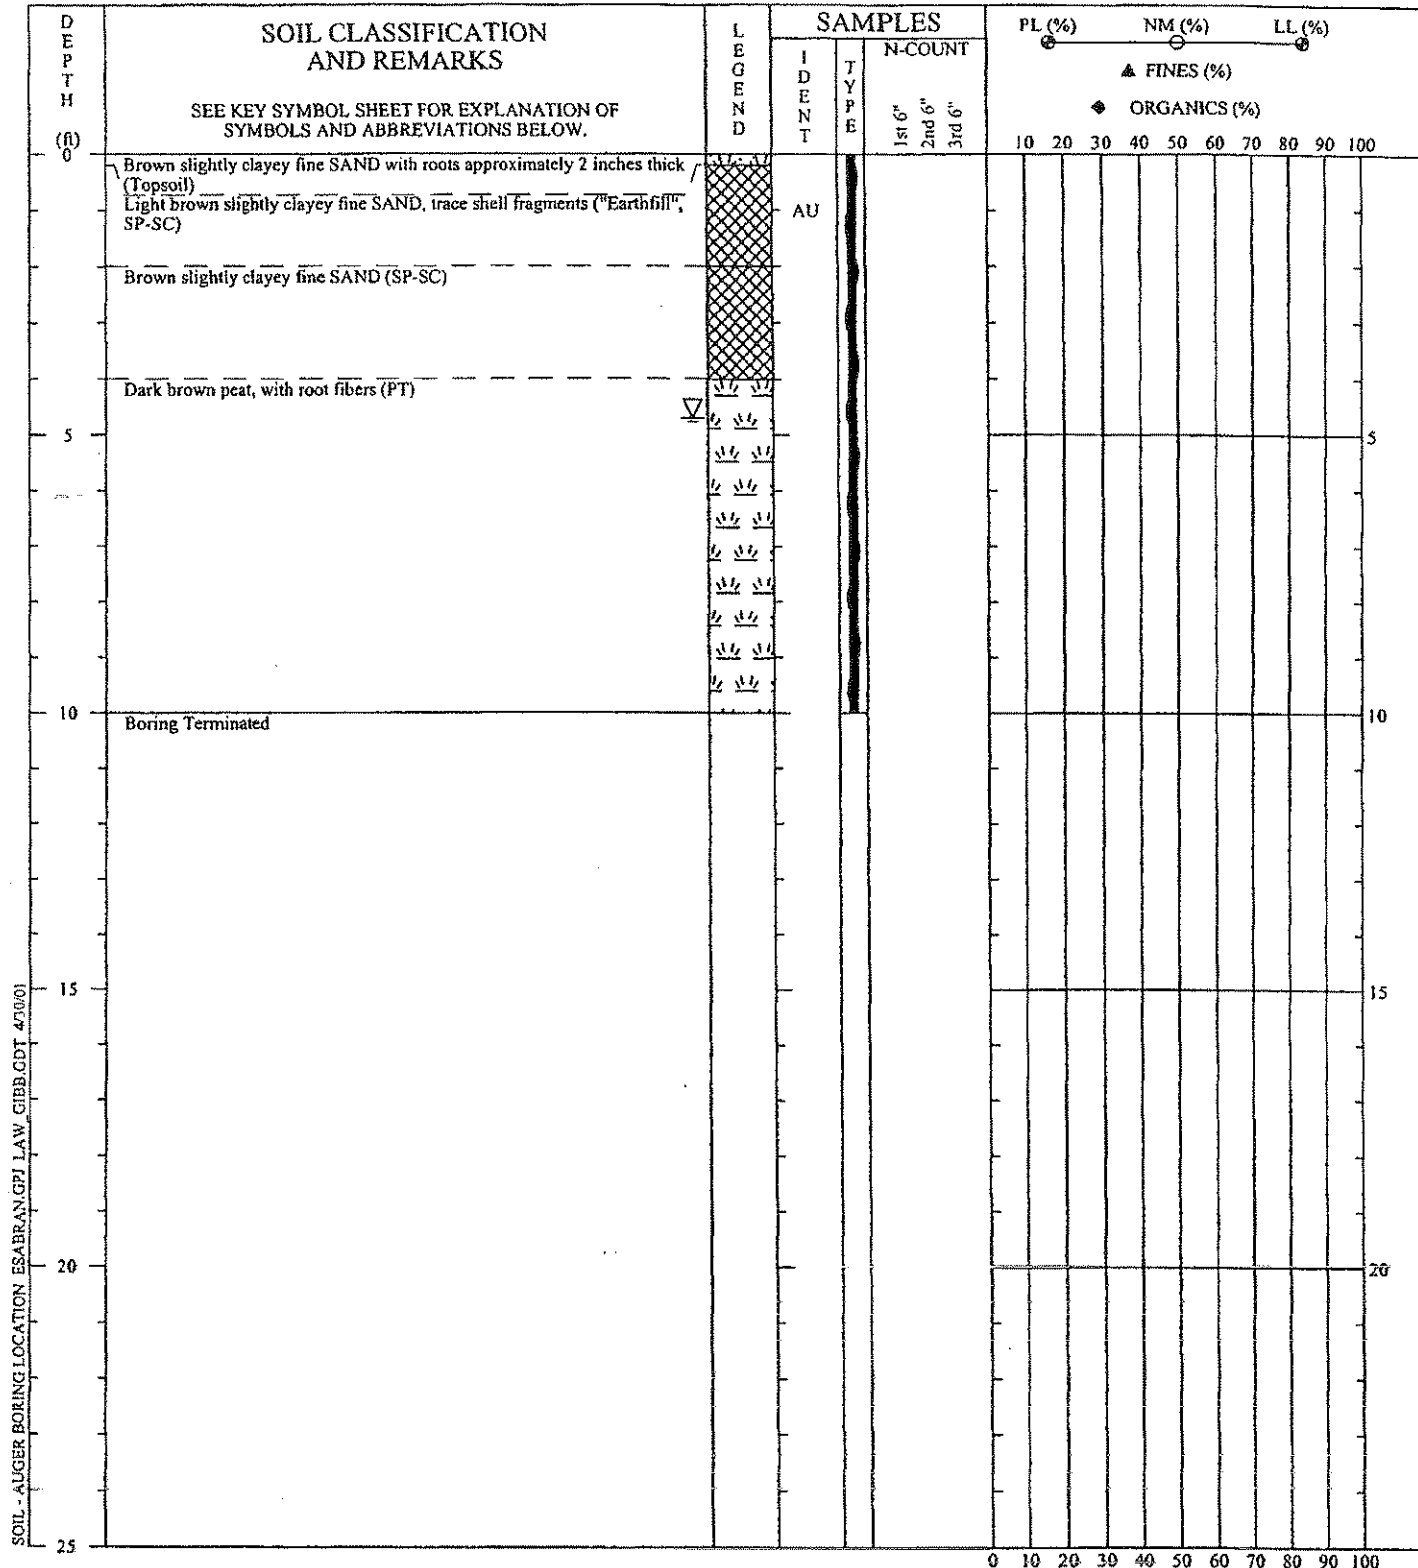 DEPTH
(ft)
SOIL CLASSIFICATION
AND REMARKS
SEE KEY SYMBOL SHEET FOR EXPLANATION OF
SYMBOLS AND ABBREVIATIONS BELOW.
LEGEND
SAMPLES
IDENT
TYPE
N-COUNT
1st 6"
2nd 6"
3rd 6"
PL (%) NM (%) LL (%)
▲ FINES (%)
◆ ORGANICS (%)
10 20 30 40 50 60 70 80 90 100
0
Brown slightly clayey fine SAND with roots approximately 2 inches thick
(Topsoil)
Light brown slightly clayey fine SAND, trace shell fragments ("Earthfill",
SP-SC)
AU
Brown slightly clayey fine SAND (SP-SC)
Dark brown peat, with root fibers (PT)
5 5
10 10
Boring Terminated
15 15
20 20
25
0 10 20 30 40 50 60 70 80 90 100
SOIL - AUGER BORING LOCATION ESABRAN.GPJ LAW_GIBB.GDT 4/30/01